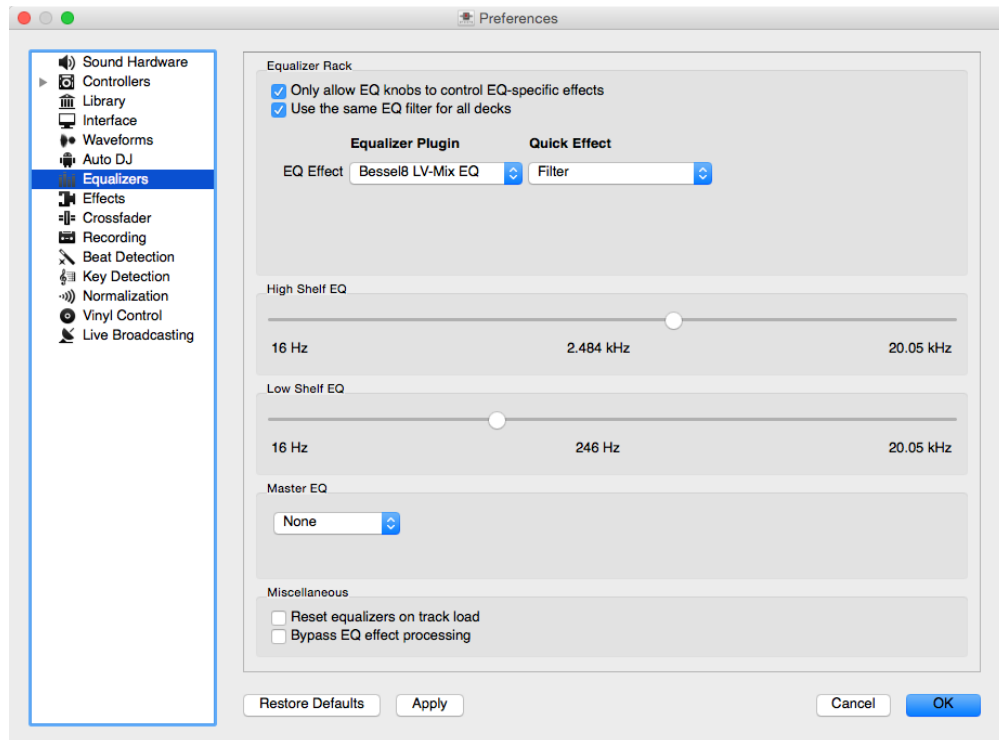 Preferences
Sound Hardware
Controllers
Library
Interface
Waveforms
Auto DJ
Equalizers
Effects
Crossfader
Recording
Beat Detection
Key Detection
Normalization
Vinyl Control
Live Broadcasting
Equalizer Rack
Only allow EQ knobs to control EQ-specific effects
Use the same EQ filter for all decks
Equalizer Plugin Quick Effect
EQ Effect Bessel8 LV-Mix EQ Filter
High Shelf EQ
16 Hz 2.484 kHz 20.05 kHz
Low Shelf EQ
16 Hz 246 Hz 20.05 kHz
Master EQ
None
Miscellaneous
Reset equalizers on track load
Bypass EQ effect processing
Restore Defaults Apply Cancel OK